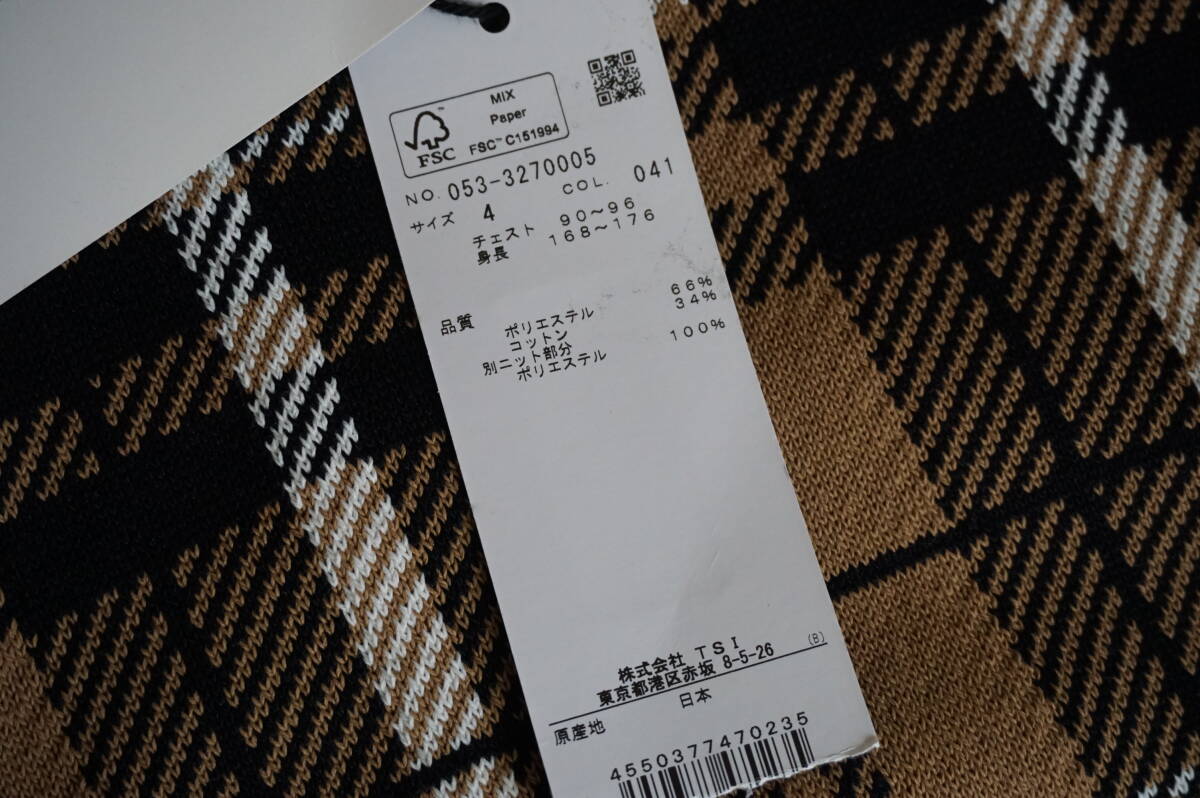 MIX
Paper
FSC™ C151994
FSC™
NO. 053-3270005 COL. 041
サイズ 4
チェスト 90～96
身長 168～176
品質 ポリエステル 66%
コットン 34%
別ニット部分
ポリエステル 100%
株式会社 TSI (B)
東京都港区赤坂 8-5-26
原産地 日本
4550377470235